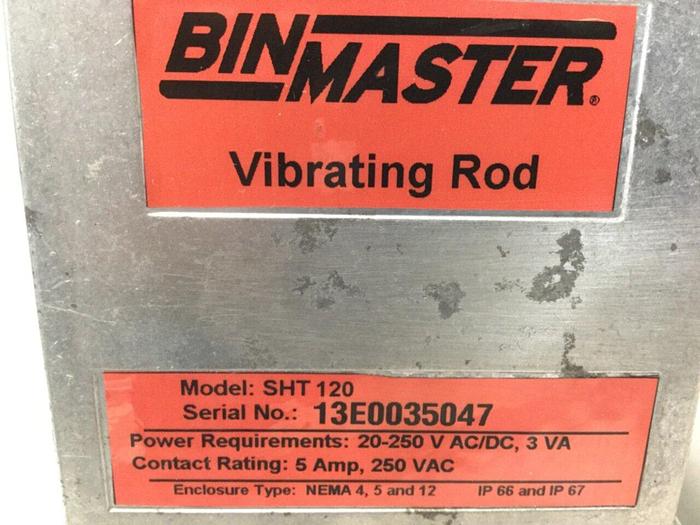 BINMASTER®
Vibrating Rod
Model: SHT 120
Serial No.: 13E0035047
Power Requirements: 20-250 V AC/DC, 3 VA
Contact Rating: 5 Amp, 250 VAC
Enclosure Type: NEMA 4, 5 and 12 IP 66 and IP 67